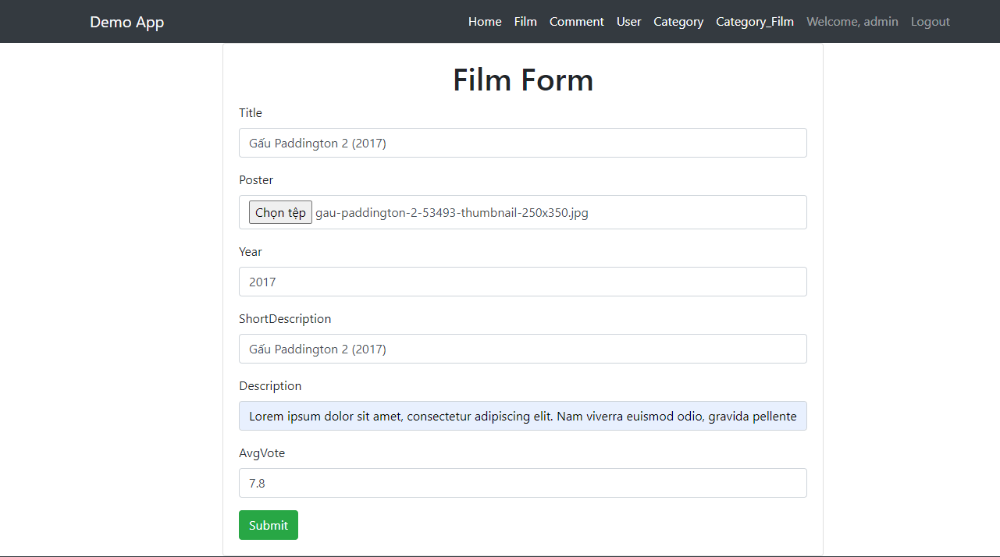 Demo App Home Film Comment User Category Category_Film Welcome, admin Logout
Film Form
Title
Gấu Paddington 2 (2017)
Poster
Chọn tệp gau-paddington-2-53493-thumbnail-250x350.jpg
Year
2017
ShortDescription
Gấu Paddington 2 (2017)
Description
Lorem ipsum dolor sit amet, consectetur adipiscing elit. Nam viverra euismod odio, gravida pellente
AvgVote
7.8
Submit